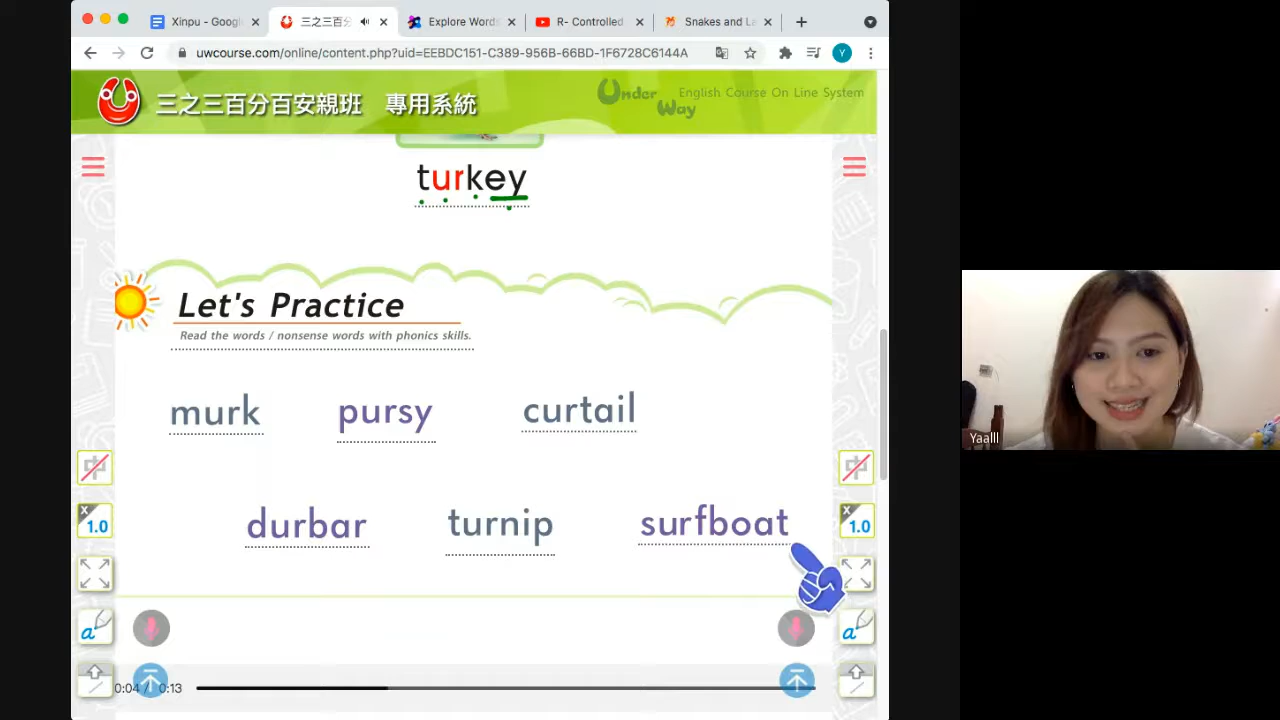 Xinpu - Googl
三之三百分
Explore Words
R- Controlled
Snakes and La
uwcourse.com/online/content.php?uid=EEBDC151-C389-956B-66BD-1F6728C6144A
Y
三之三百分百安親班 專用系統
Under Way
English Course On Line System
turkey
Let's Practice
Read the words / nonsense words with phonics skills.
murk pursy curtail
中 中
durbar turnip surfboat
x 1.0 x 1.0
a a
0:04 / 0:13
Yaalll